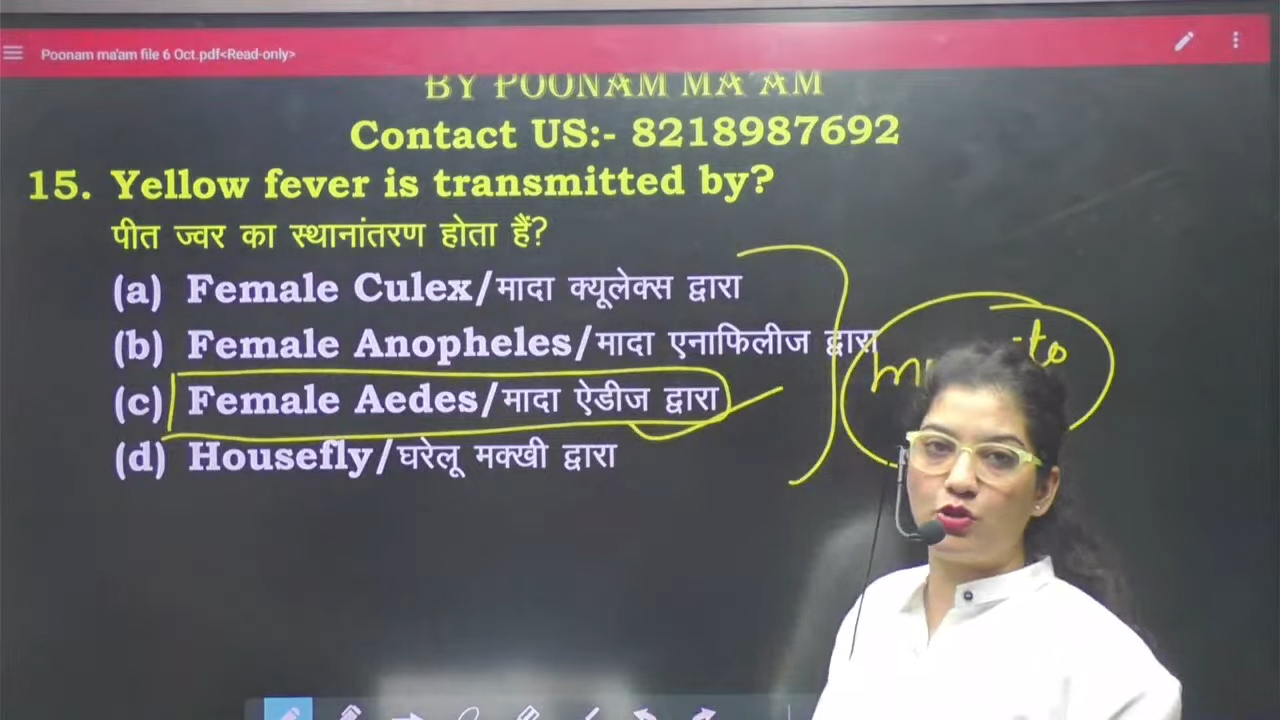 Poonam ma'am file 6 Oct.pdf<Read-only>
BY POONAM MA'AM
Contact US:- 8218987692
15. Yellow fever is transmitted by?
पीत ज्वर का स्थानांतरण होता हैं?
(a) Female Culex/मादा क्यूलेक्स द्वारा
(b) Female Anopheles/मादा एनाफिलीज द्वारा
(c) Female Aedes/मादा ऐडीज द्वारा
(d) Housefly/घरेलू मक्खी द्वारा